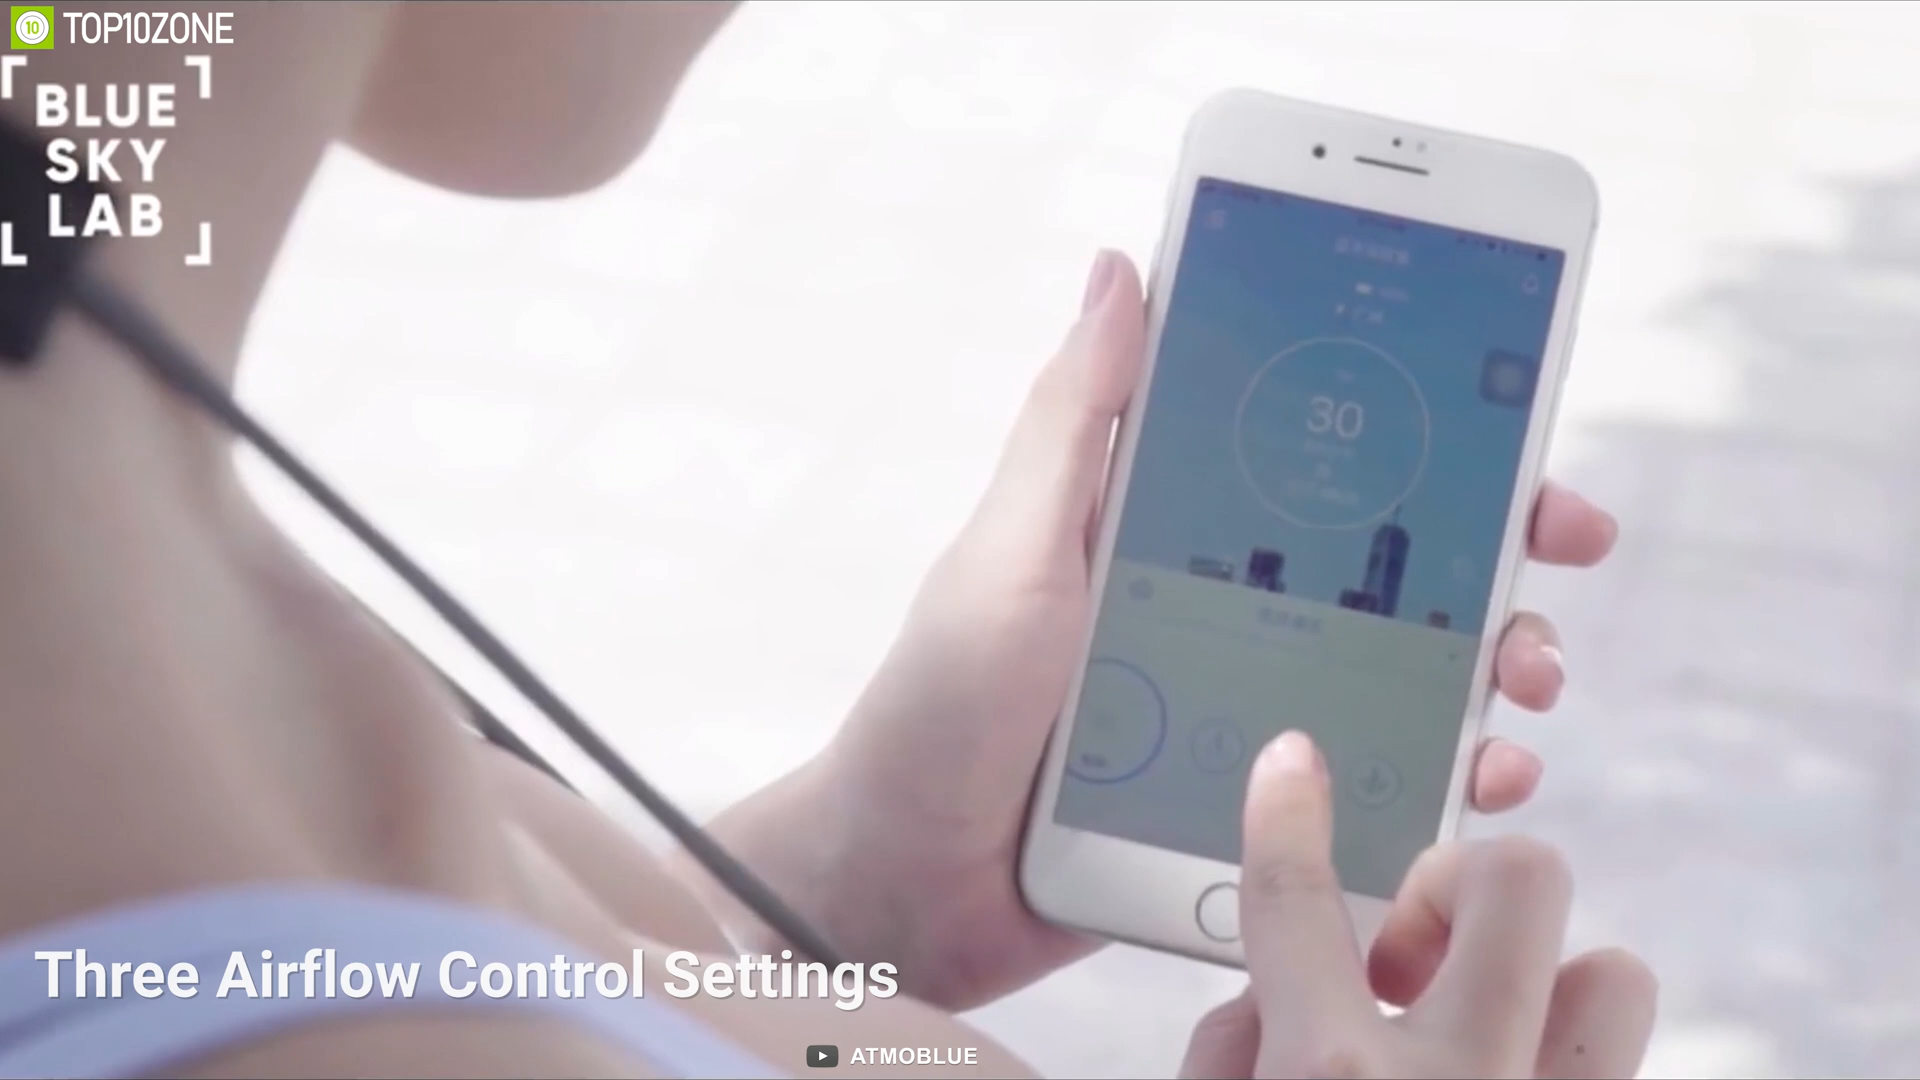 TOP10ZONE
BLUE
SKY
LAB
30
Three Airflow Control Settings
ATMOBLUE